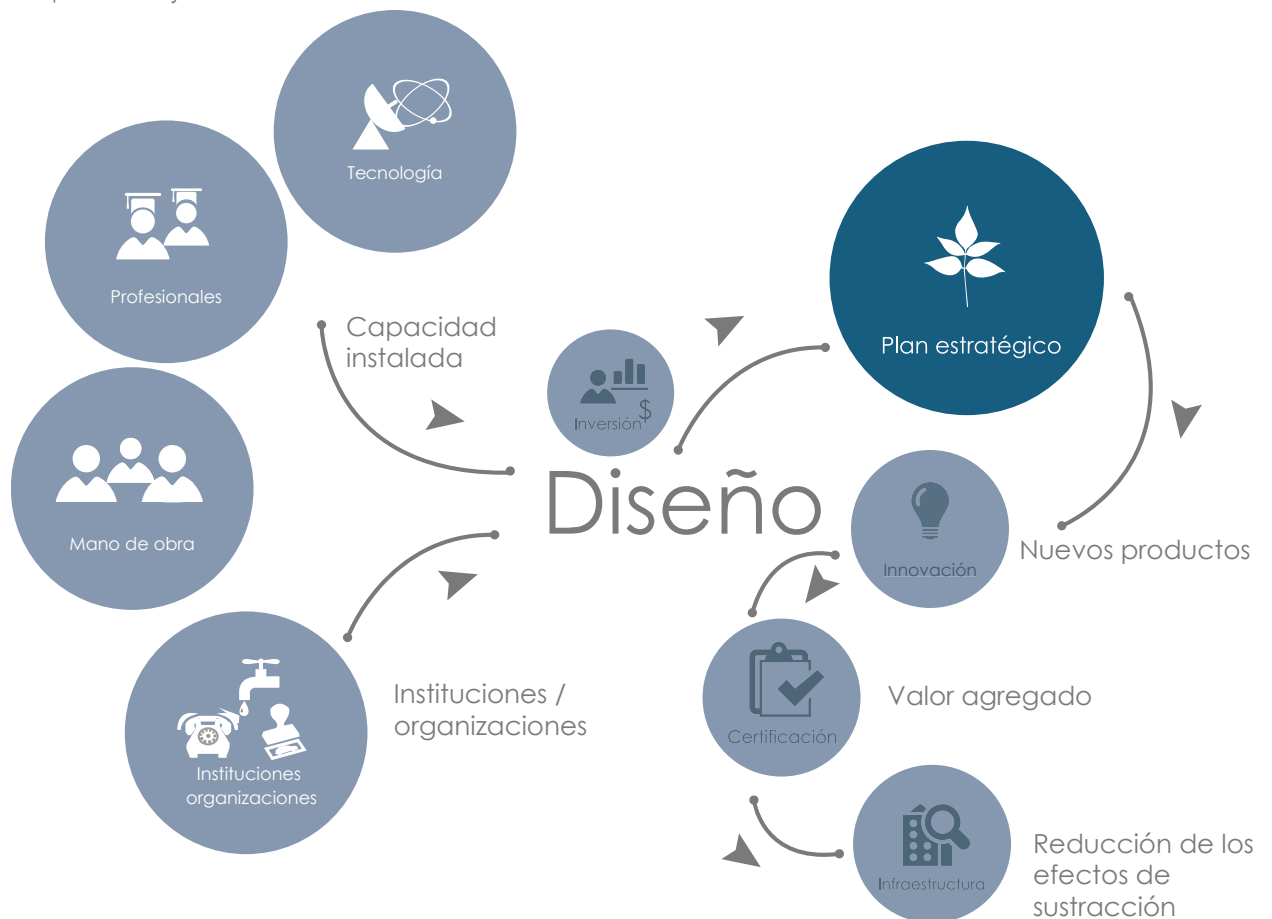 Tecnología
Profesionales
Capacidad
instalada
Mano de obra
Instituciones
organizaciones
Instituciones /
organizaciones
Inversión
$
Diseño
Plan estratégico
Nuevos productos
Innovación
Certificación
Valor agregado
Infraestructura
Reducción de los
efectos de
sustracción